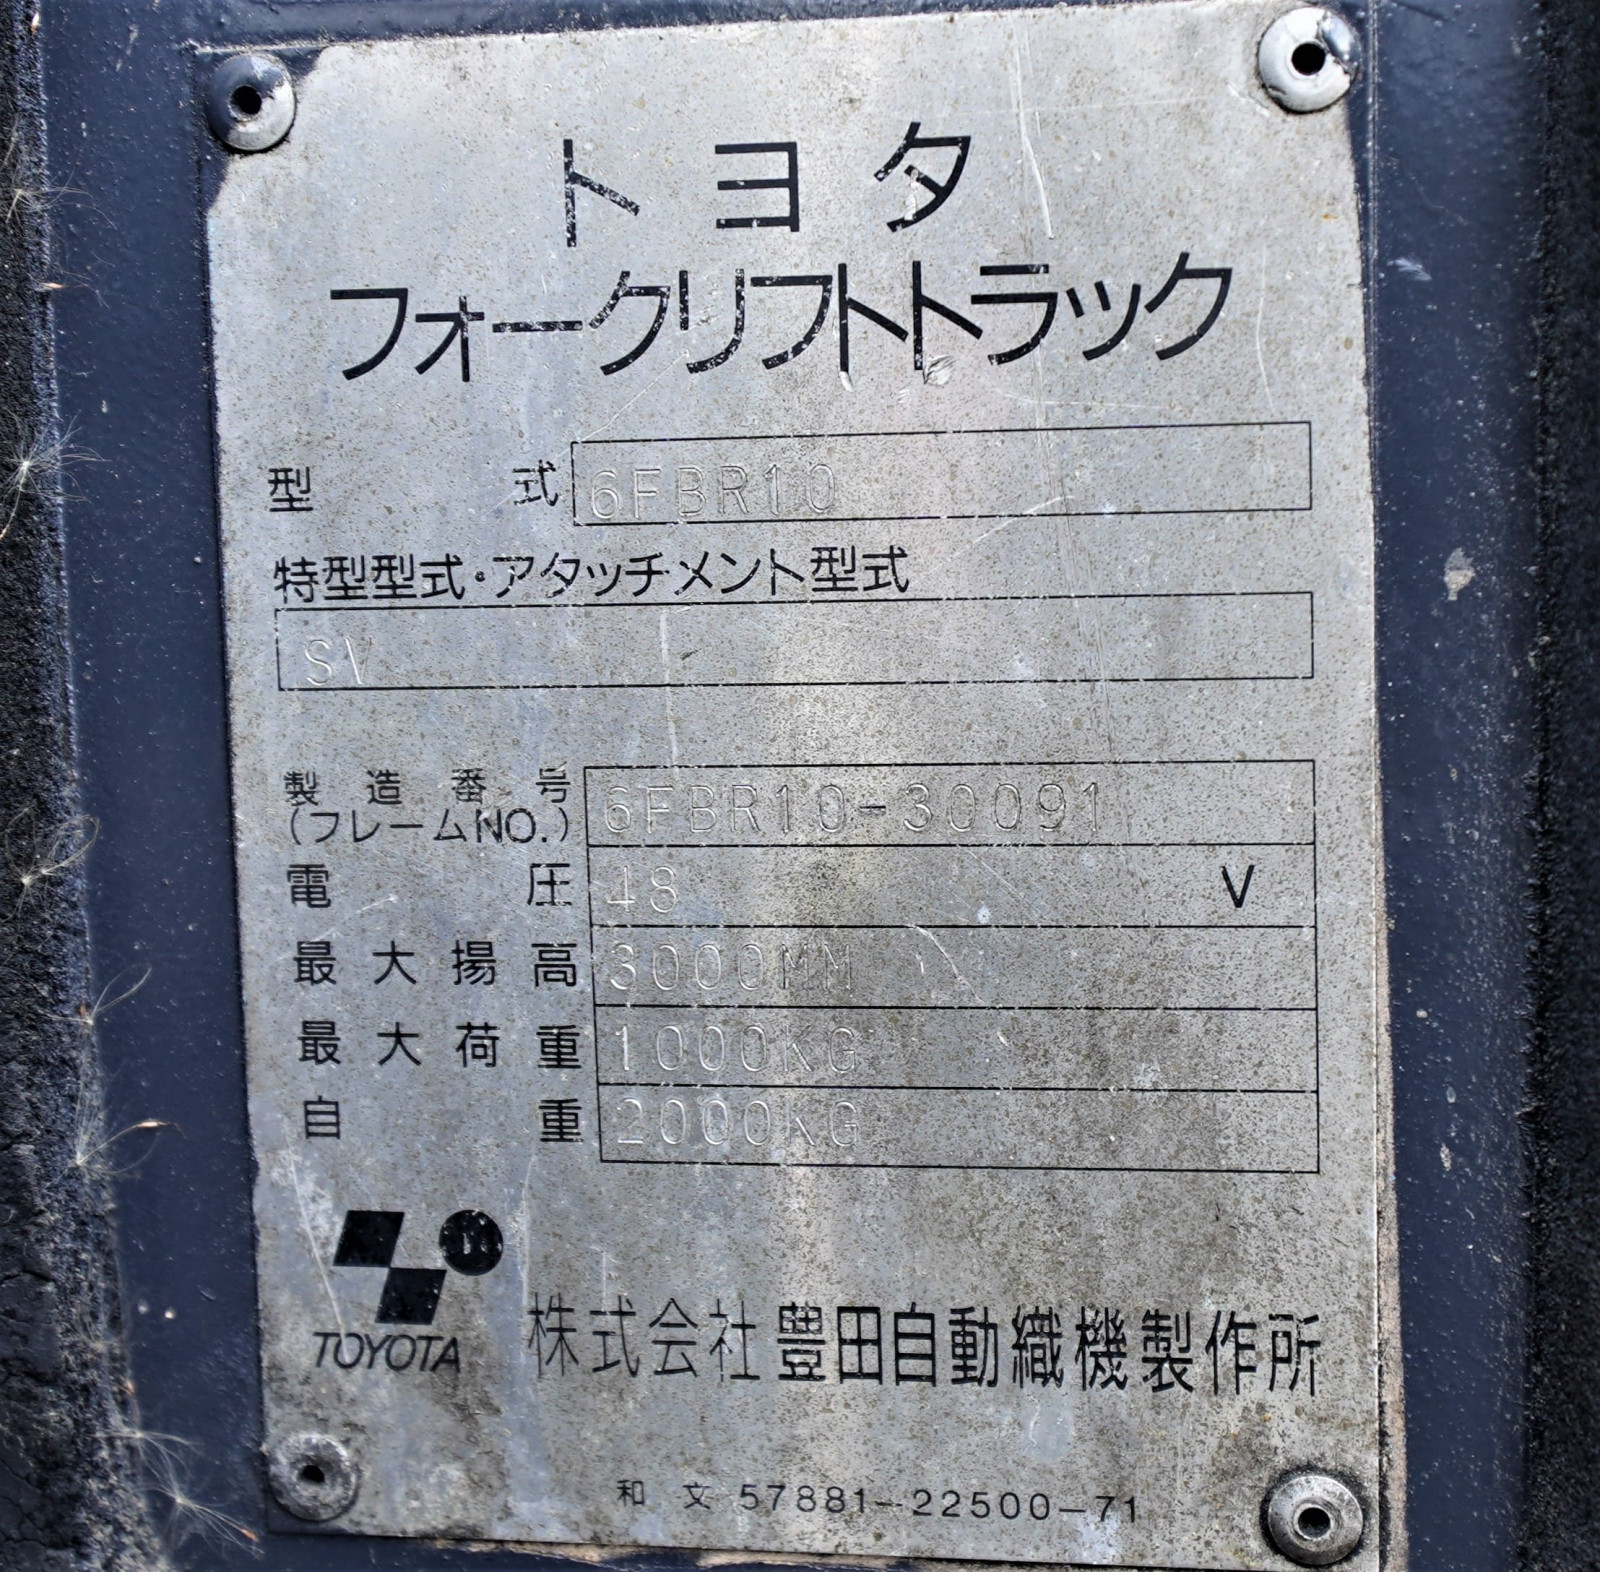 トヨタ
フォークリフトトラック
型式 6FBR10
特型型式・アタッチメント型式
SV
製造番号 6FBR10-30091
(フレームNO.)
電圧 48 V
最大揚高 3000MM
最大荷重 1000KG
自重 2000KG
TOYOTA 株式会社豊田自動織機製作所
和文 57881-22500-71